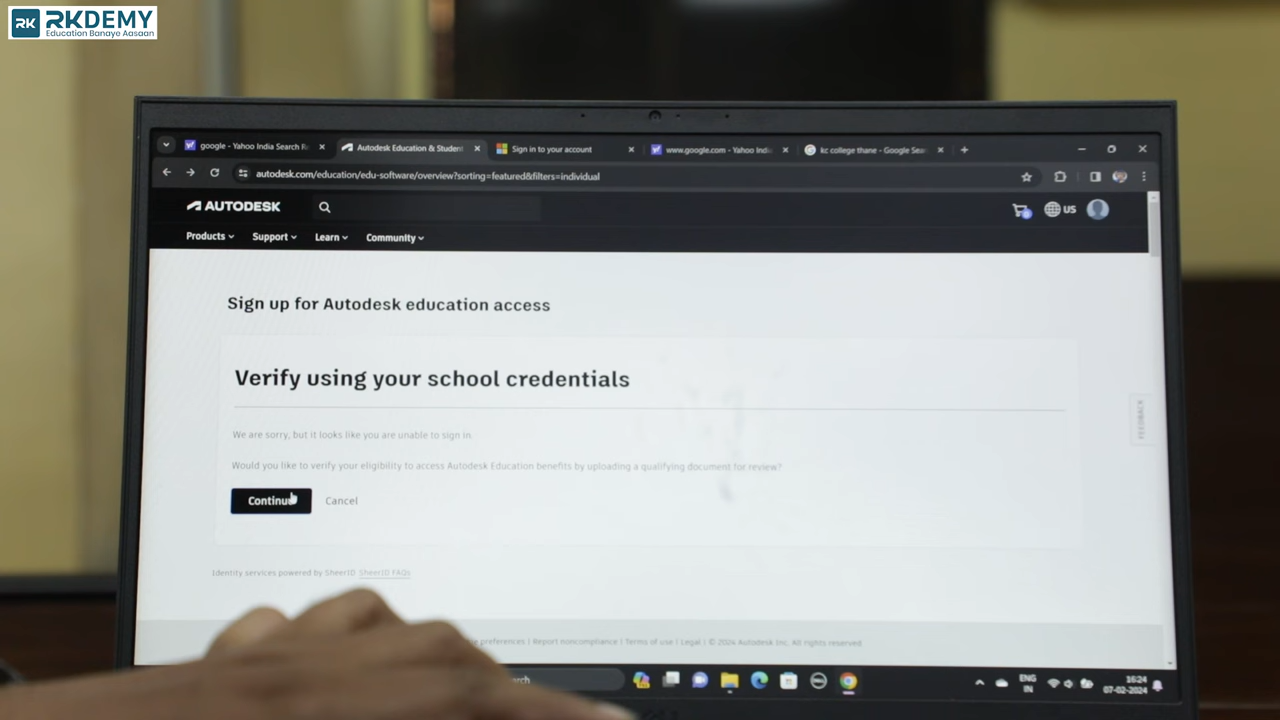 RK RKDEMY
Education Banaye Aasaan
google - Yahoo India Search R
Autodesk Education & Student
Sign in to your account
www.google.com - Yahoo Indi
kc college thane - Google Sea
autodesk.com/education/edu-software/overview?sorting=featured&filters=individual
AUTODESK
US
Products
Support
Learn
Community
Sign up for Autodesk education access
Verify using your school credentials
We are sorry, but it looks like you are unable to sign in.
Would you like to verify your eligibility to access Autodesk Education benefits by uploading a qualifying document for review?
Continue
Cancel
FEEDBACK
Identity services powered by SheerID SheerID FAQs
preferences | Report noncompliance | Terms of use | Legal | © 2024 Autodesk Inc. All rights reserved
ENG
IN
16:24
07-02-2024